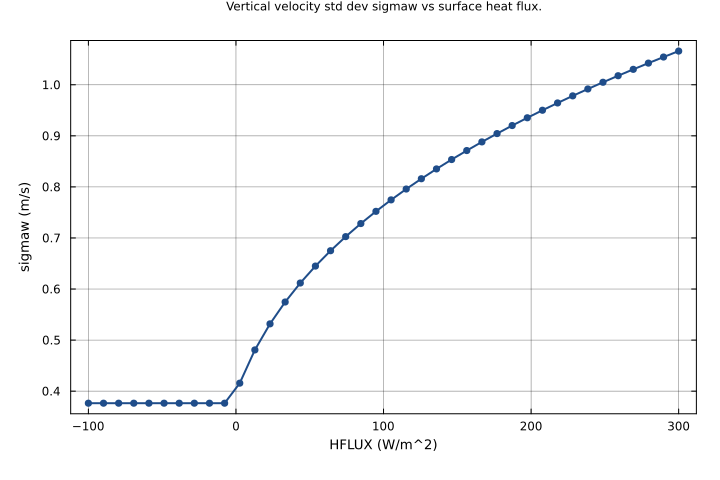 Vertical velocity std dev sigmaw vs surface heat flux.
1.0
0.9
0.8
0.7
0.6
0.5
0.4
sigmaw (m/s)
−100 0 100 200 300
HFLUX (W/m^2)